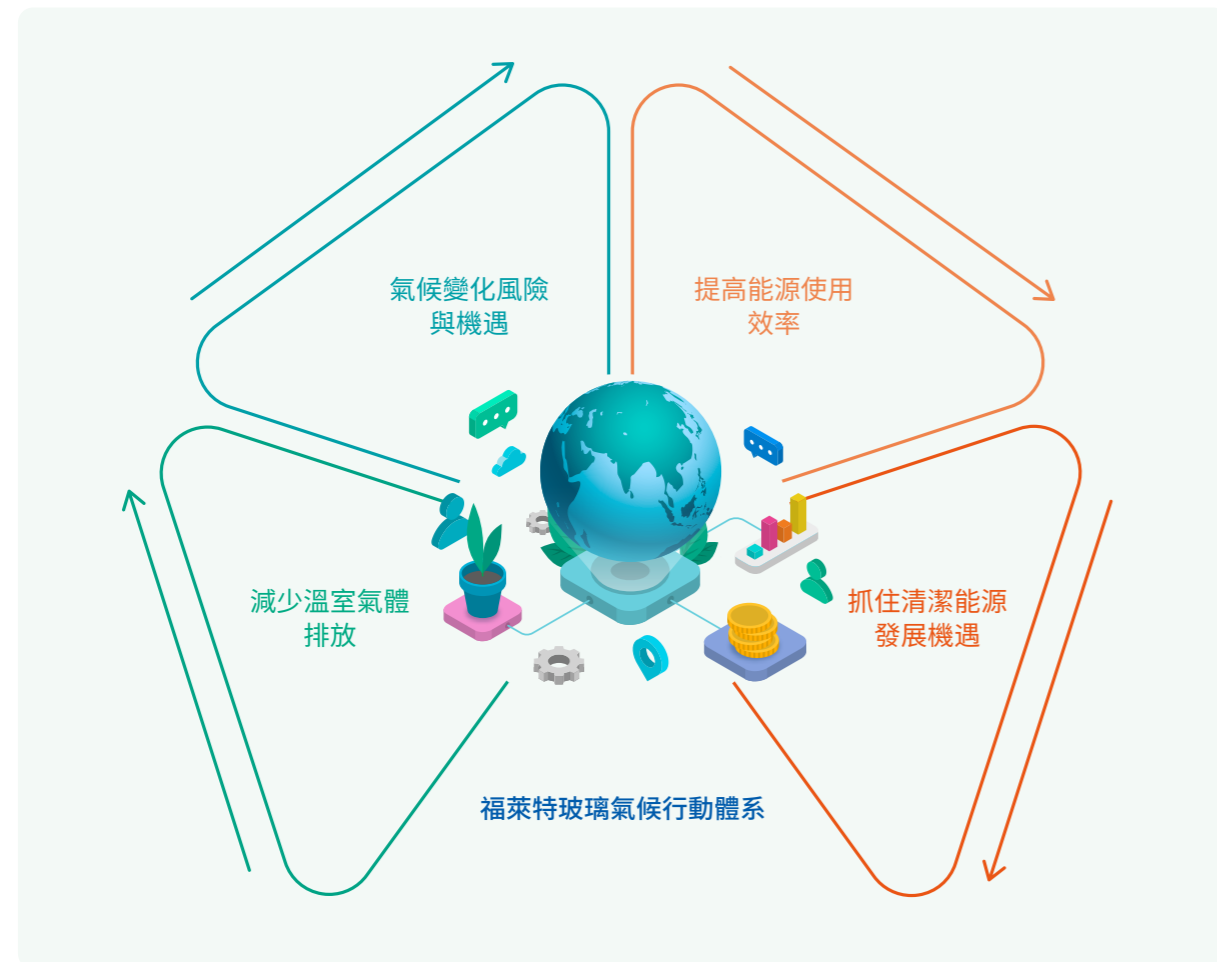 氣候變化風險
與機遇
提高能源使用
效率
減少溫室氣體
排放
抓住清潔能源
發展機遇
福萊特玻璃氣候行動體系